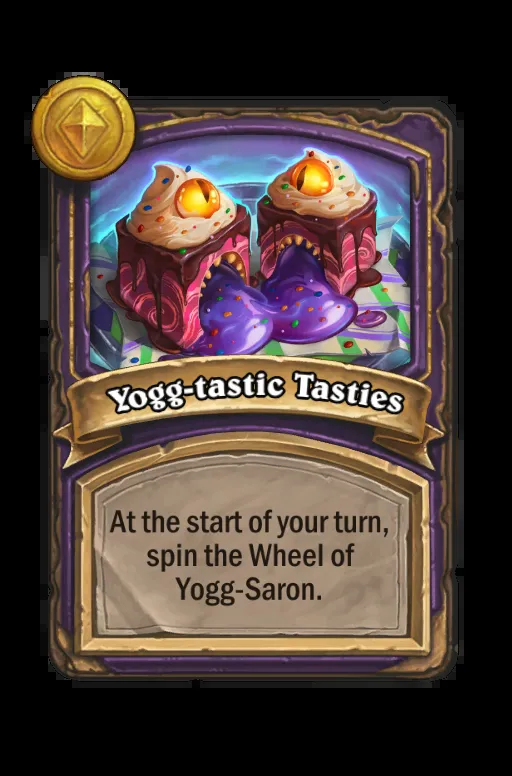 Yogg-tastic Tasties
At the start of your turn,
spin the Wheel of
Yogg-Saron.